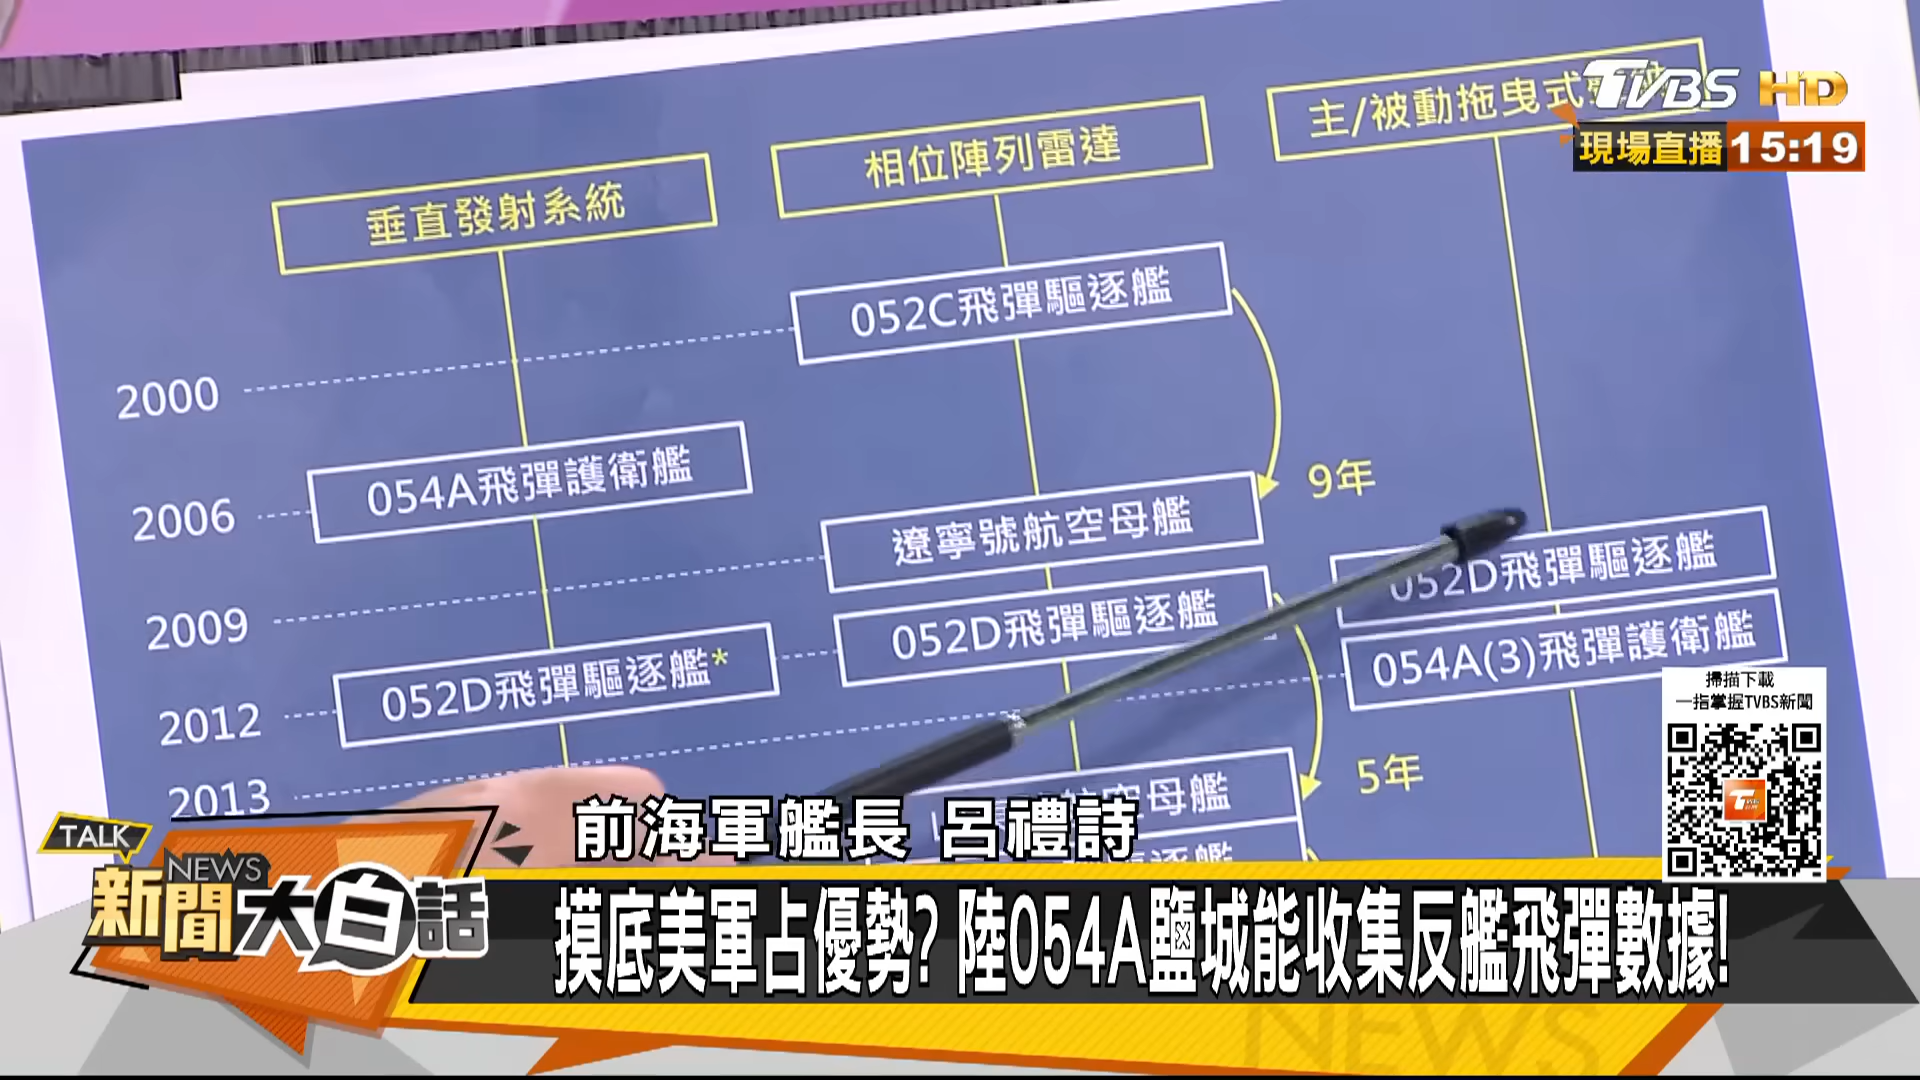 TVBS HD
現場直播 15:19
主/被動拖曳式
相位陣列雷達
垂直發射系統
052C飛彈驅逐艦
2000
054A飛彈護衛艦
9年
2006
遼寧號航空母艦
052D飛彈驅逐艦
2009
052D飛彈驅逐艦
054A(3)飛彈護衛艦
052D飛彈驅逐艦*
2012
5年
2013
空母艦
掃描下載
一指掌握TVBS新聞
前海軍艦長 呂禮詩
TALK
NEWS
新聞大白話
摸底美軍占優勢? 陸054A鹽城能收集反艦飛彈數據!
NEWS